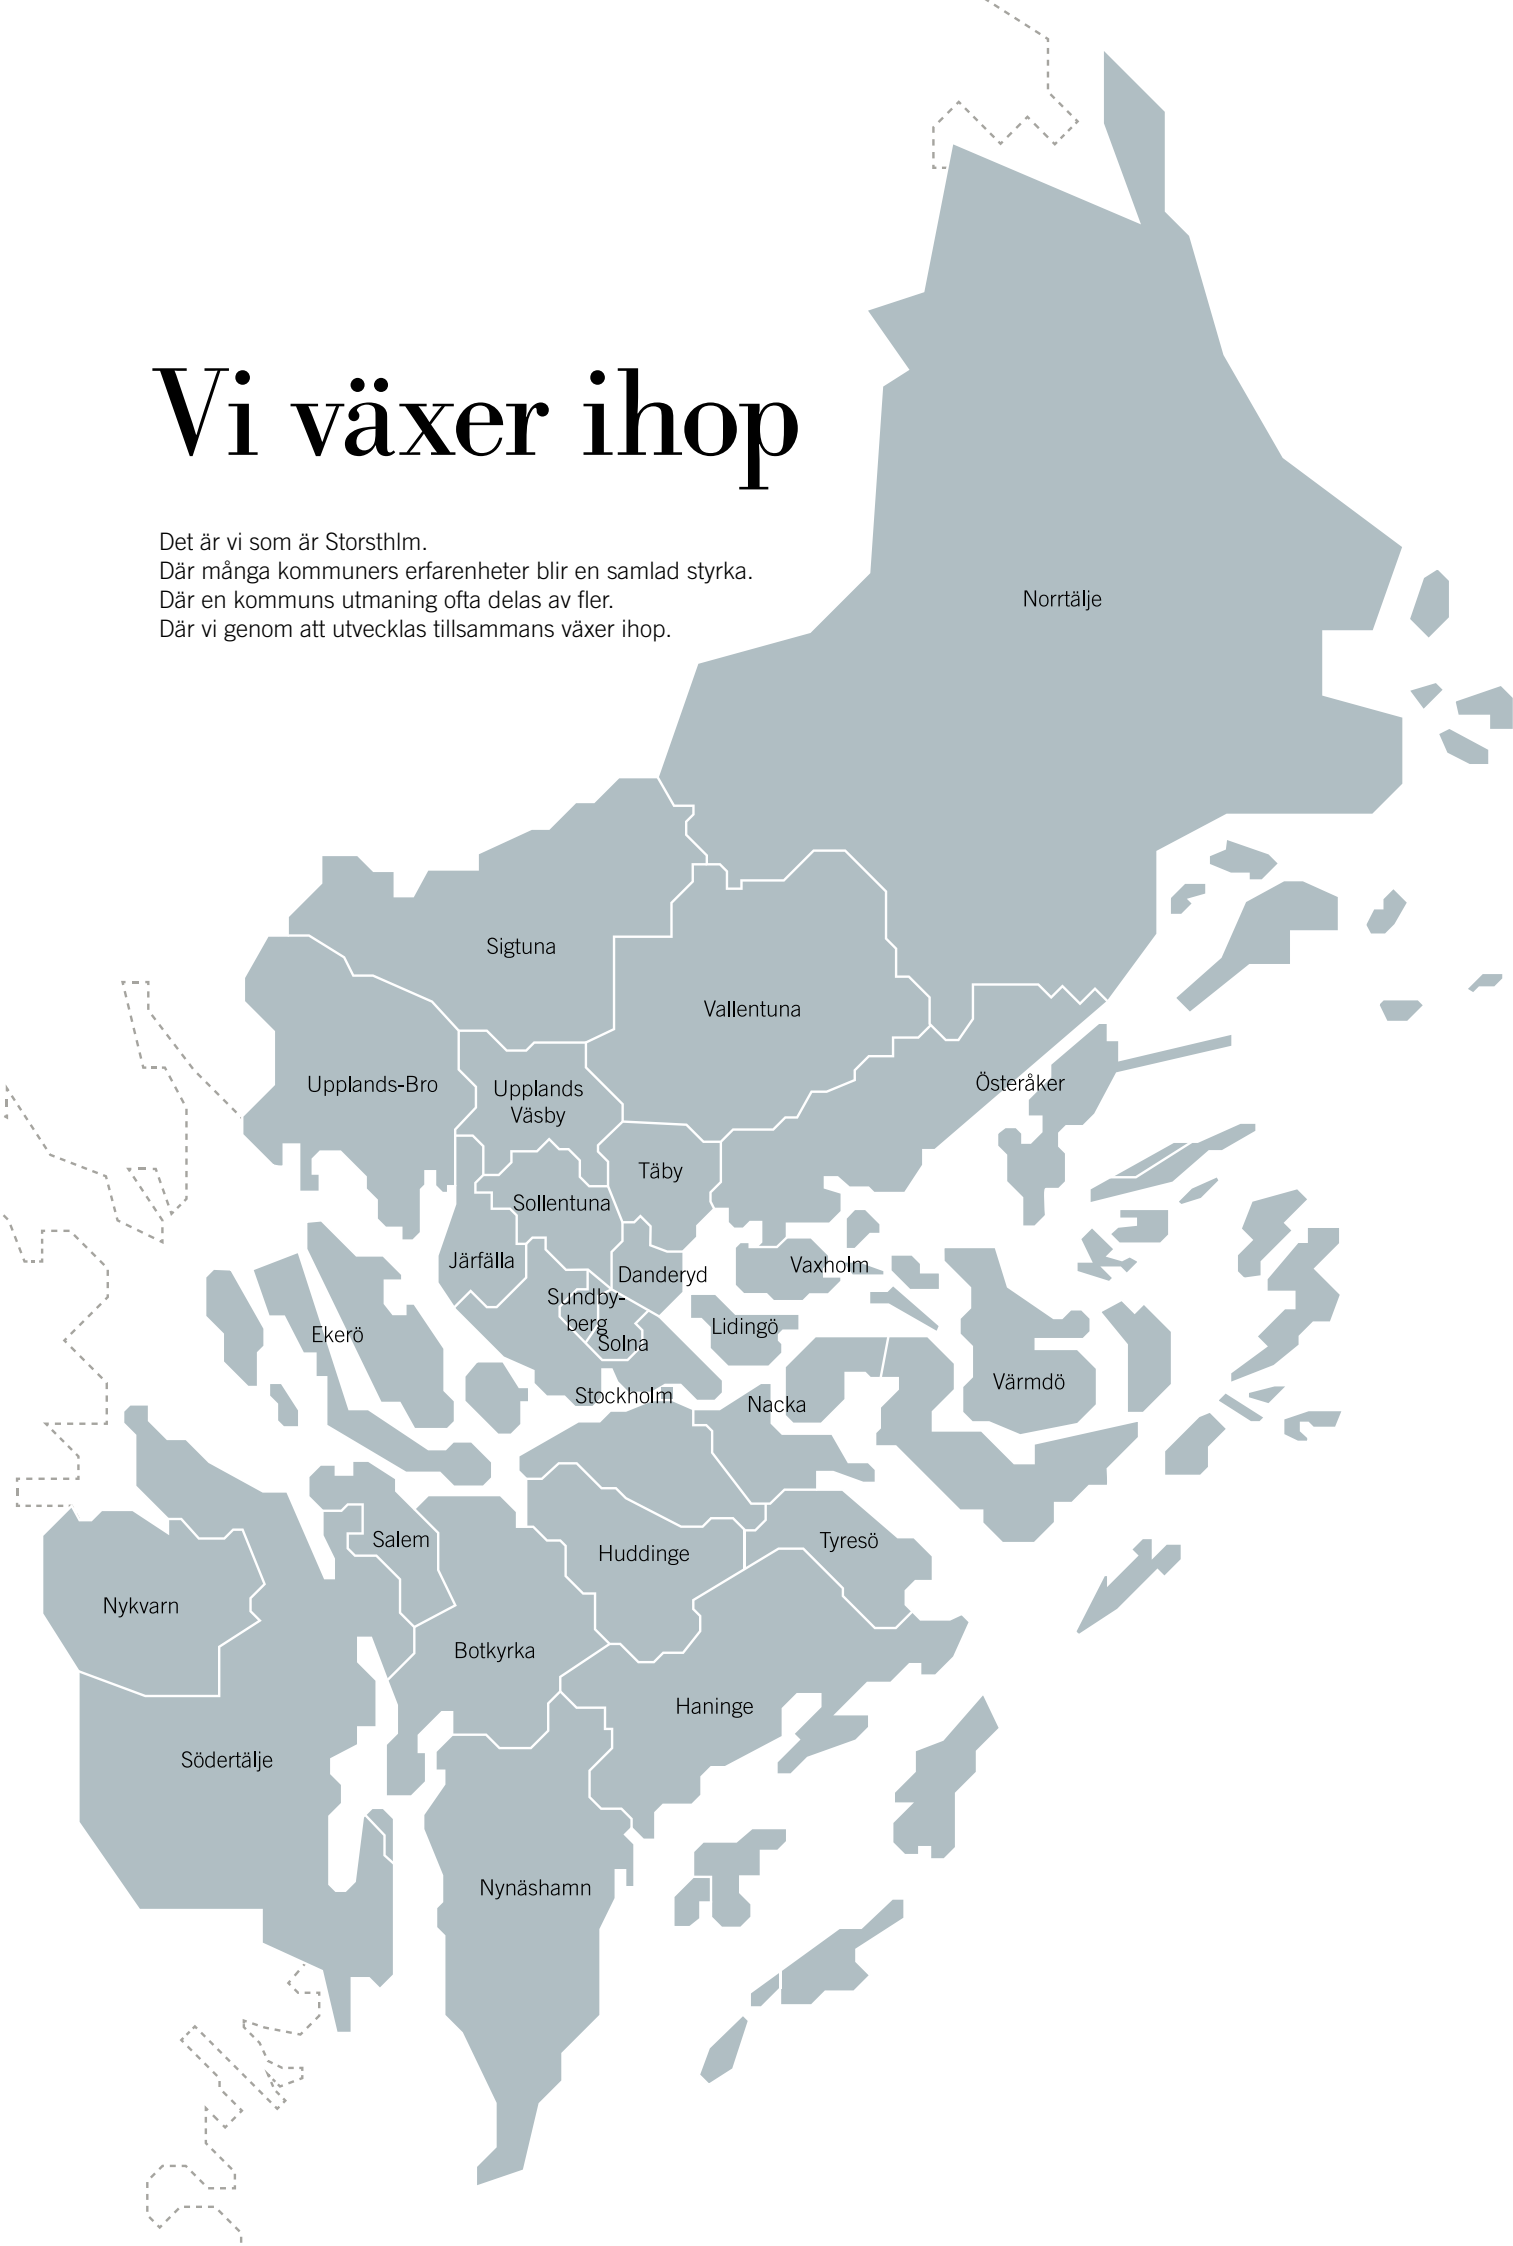 Vi växer ihop
Det är vi som är Storsthlm.
Där många kommuners erfarenheter blir en samlad styrka.
Där en kommuns utmaning ofta delas av fler.
Där vi genom att utvecklas tillsammans växer ihop.
Norrtälje
Sigtuna
Vallentuna
Upplands-Bro
Upplands
Väsby
Österåker
Täby
Sollentuna
Järfälla
Danderyd
Vaxholm
Sundby-
berg
Solna
Lidingö
Ekerö
Stockholm
Nacka
Värmdö
Salem
Huddinge
Tyresö
Nykvarn
Botkyrka
Haninge
Södertälje
Nynäshamn